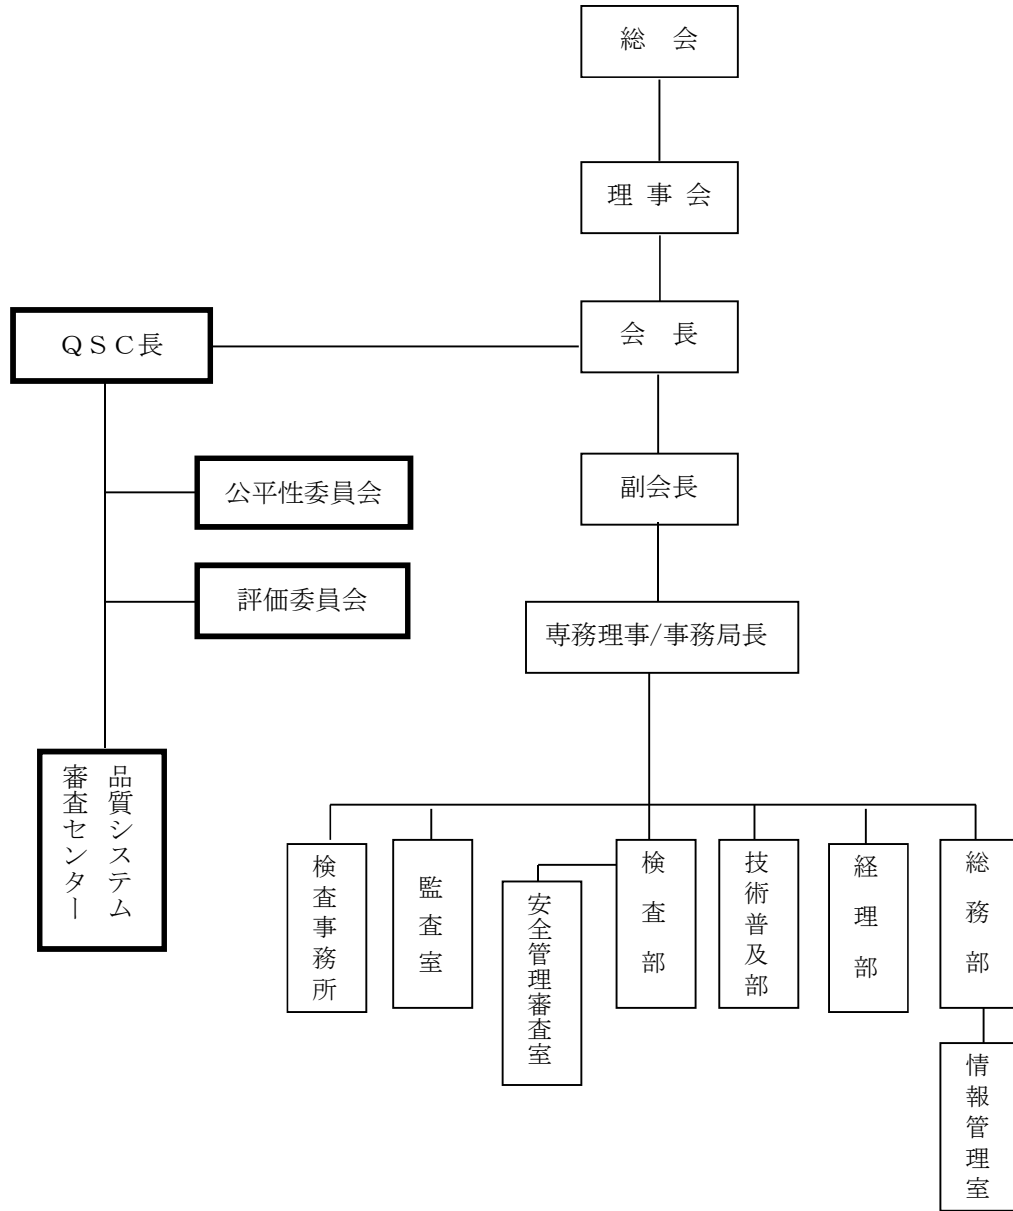 総　会
理 事 会
会　長
ＱＳＣ長
副会長
公平性委員会
評価委員会
専務理事/事務局長
品質システム
審査センター
検査事務所
監査室
安全管理審査室
検査部
技術普及部
経理部
総務部
情報管理室